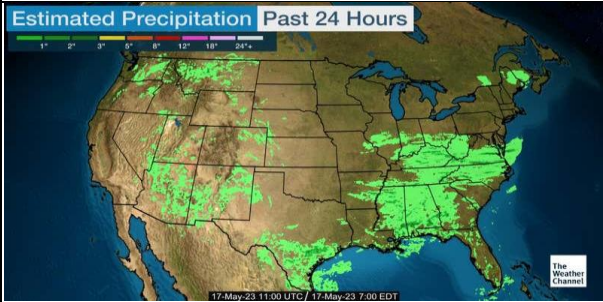 Estimated Precipitation Past 24 Hours
1" 2" 3" 5" 8" 12" 18" 24"+
The
Weather
Channel
17-May-23 11:00 UTC / 17-May-23 7:00 EDT